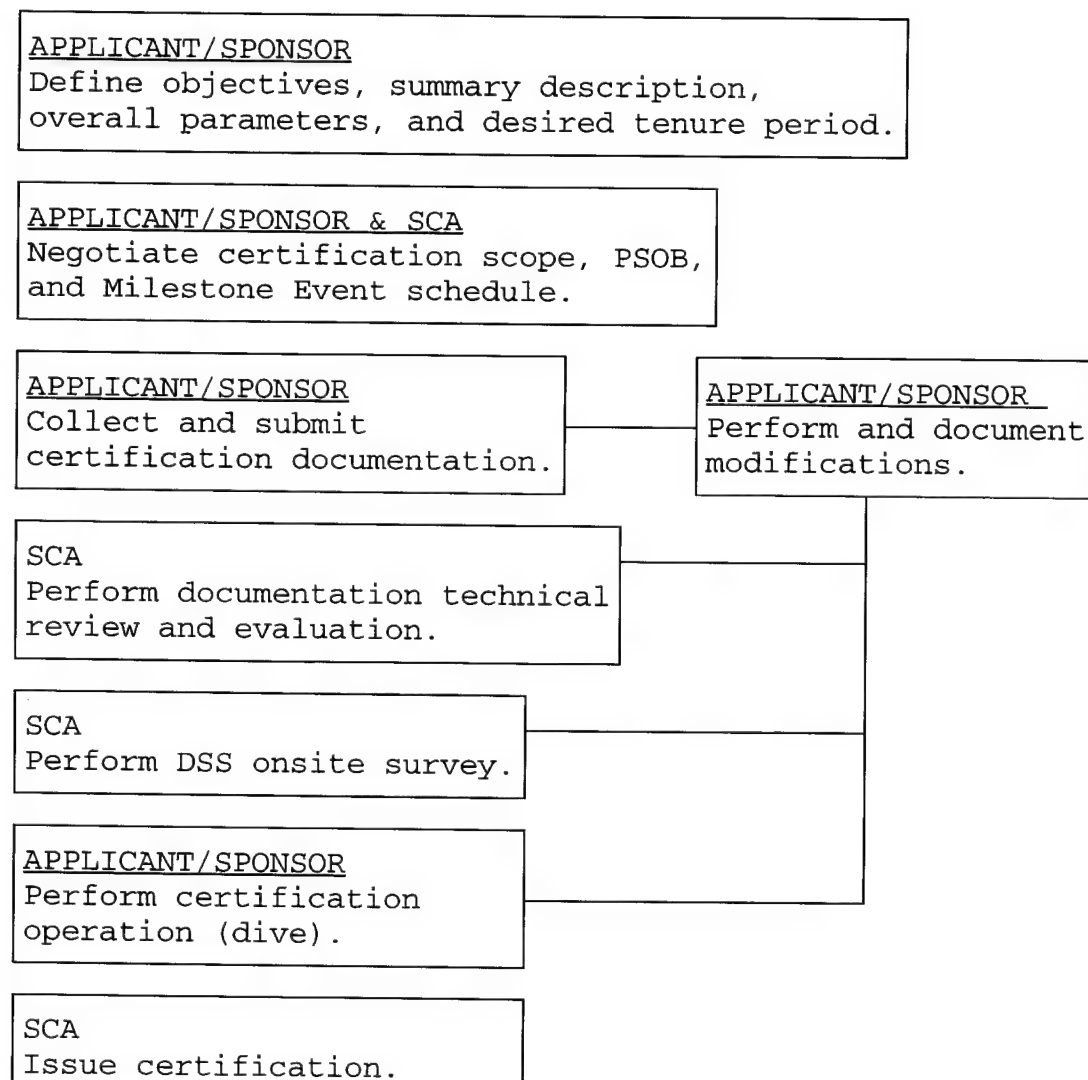 APPLICANT/SPONSOR
Define objectives, summary description,
overall parameters, and desired tenure period.
APPLICANT/SPONSOR & SCA
Negotiate certification scope, PSOB,
and Milestone Event schedule.
APPLICANT/SPONSOR
Collect and submit
certification documentation.
APPLICANT/SPONSOR
Perform and document
modifications.
SCA
Perform documentation technical
review and evaluation.
SCA
Perform DSS onsite survey.
APPLICANT/SPONSOR
Perform certification
operation (dive).
SCA
Issue certification.